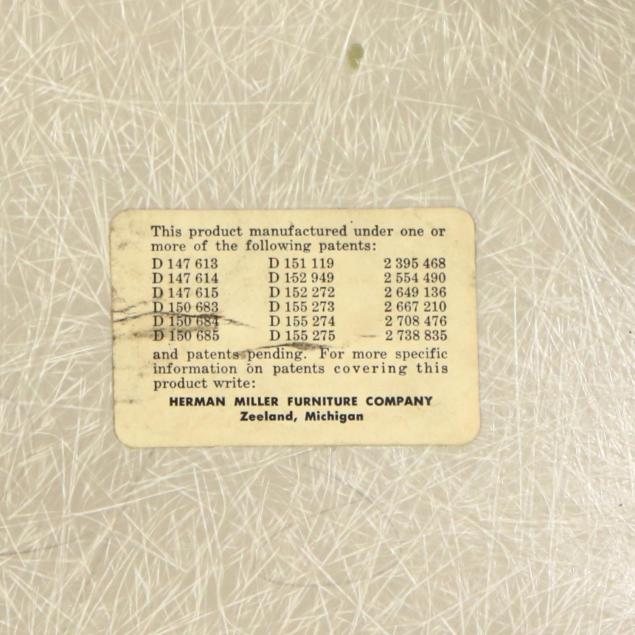 This product manufactured under one or
more of the following patents:
D 147 613 D 151 119 2 395 468
D 147 614 D 152 949 2 554 490
D 147 615 D 152 272 2 649 136
D 150 683 D 155 273 2 667 210
D 150 684 D 155 274 2 708 476
D 150 685 D 155 275 2 738 835
and patents pending. For more specific
information on patents covering this
product write:
HERMAN MILLER FURNITURE COMPANY
Zeeland, Michigan